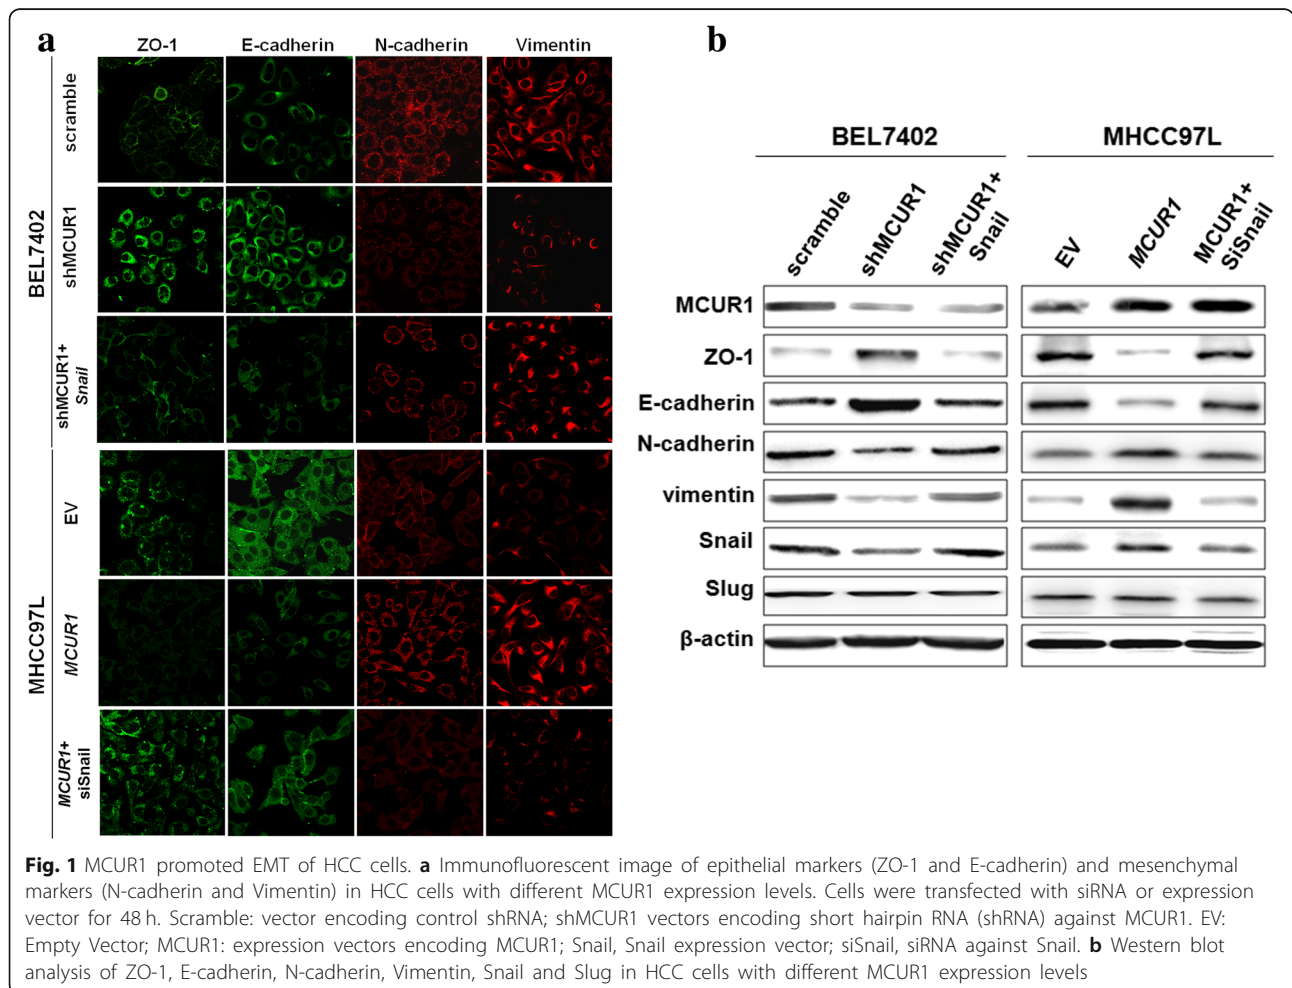 a
ZO-1 E-cadherin N-cadherin Vimentin
BEL7402
scramble
shMCUR1
shMCUR1+
Snail
MHCC97L
EV
MCUR1
MCUR1+
siSnail
b
BEL7402 MHCC97L
scramble
shMCUR1
shMCUR1+
Snail
EV
MCUR1
MCUR1+
SiSnail
MCUR1
ZO-1
E-cadherin
N-cadherin
vimentin
Snail
Slug
β-actin
Fig. 1 MCUR1 promoted EMT of HCC cells. a Immunofluorescent image of epithelial markers (ZO-1 and E-cadherin) and mesenchymal
markers (N-cadherin and Vimentin) in HCC cells with different MCUR1 expression levels. Cells were transfected with siRNA or expression
vector for 48 h. Scramble: vector encoding control shRNA; shMCUR1 vectors encoding short hairpin RNA (shRNA) against MCUR1. EV:
Empty Vector; MCUR1: expression vectors encoding MCUR1; Snail, Snail expression vector; siSnail, siRNA against Snail. b Western blot
analysis of ZO-1, E-cadherin, N-cadherin, Vimentin, Snail and Slug in HCC cells with different MCUR1 expression levels